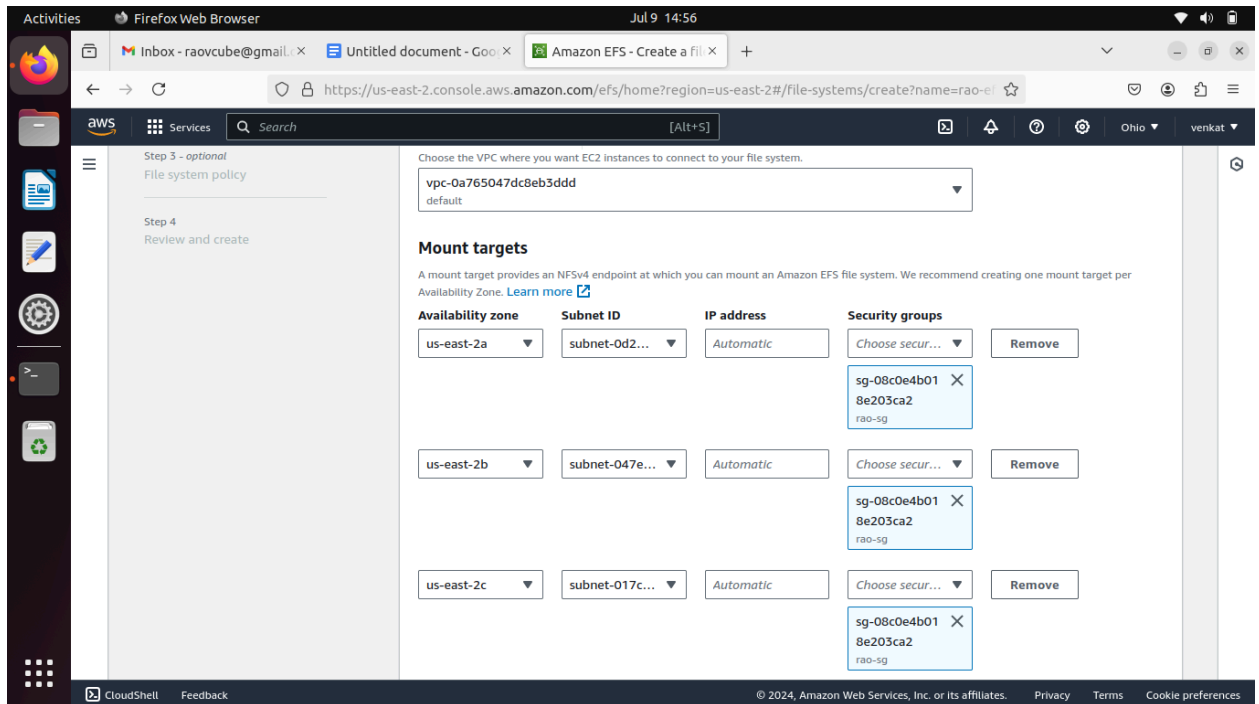 Activities Firefox Web Browser Jul 9 14:56
Inbox - raovcube@gmail.c Untitled document - Goo Amazon EFS - Create a fil
https://us-east-2.console.aws.amazon.com/efs/home?region=us-east-2#/file-systems/create?name=rao-ef
aws Services Search [Alt+S] Ohio venkat
Step 3 - optional
File system policy
Step 4
Review and create
Choose the VPC where you want EC2 instances to connect to your file system.
vpc-0a765047dc8eb3ddd
default
Mount targets
A mount target provides an NFSv4 endpoint at which you can mount an Amazon EFS file system. We recommend creating one mount target per
Availability Zone. Learn more
Availability zone Subnet ID IP address Security groups
us-east-2a subnet-0d2... Automatic Choose secur... Remove
sg-08c0e4b01
8e203ca2
rao-sg
us-east-2b subnet-047e... Automatic Choose secur... Remove
sg-08c0e4b01
8e203ca2
rao-sg
us-east-2c subnet-017c... Automatic Choose secur... Remove
sg-08c0e4b01
8e203ca2
rao-sg
CloudShell Feedback © 2024, Amazon Web Services, Inc. or its affiliates. Privacy Terms Cookie preferences